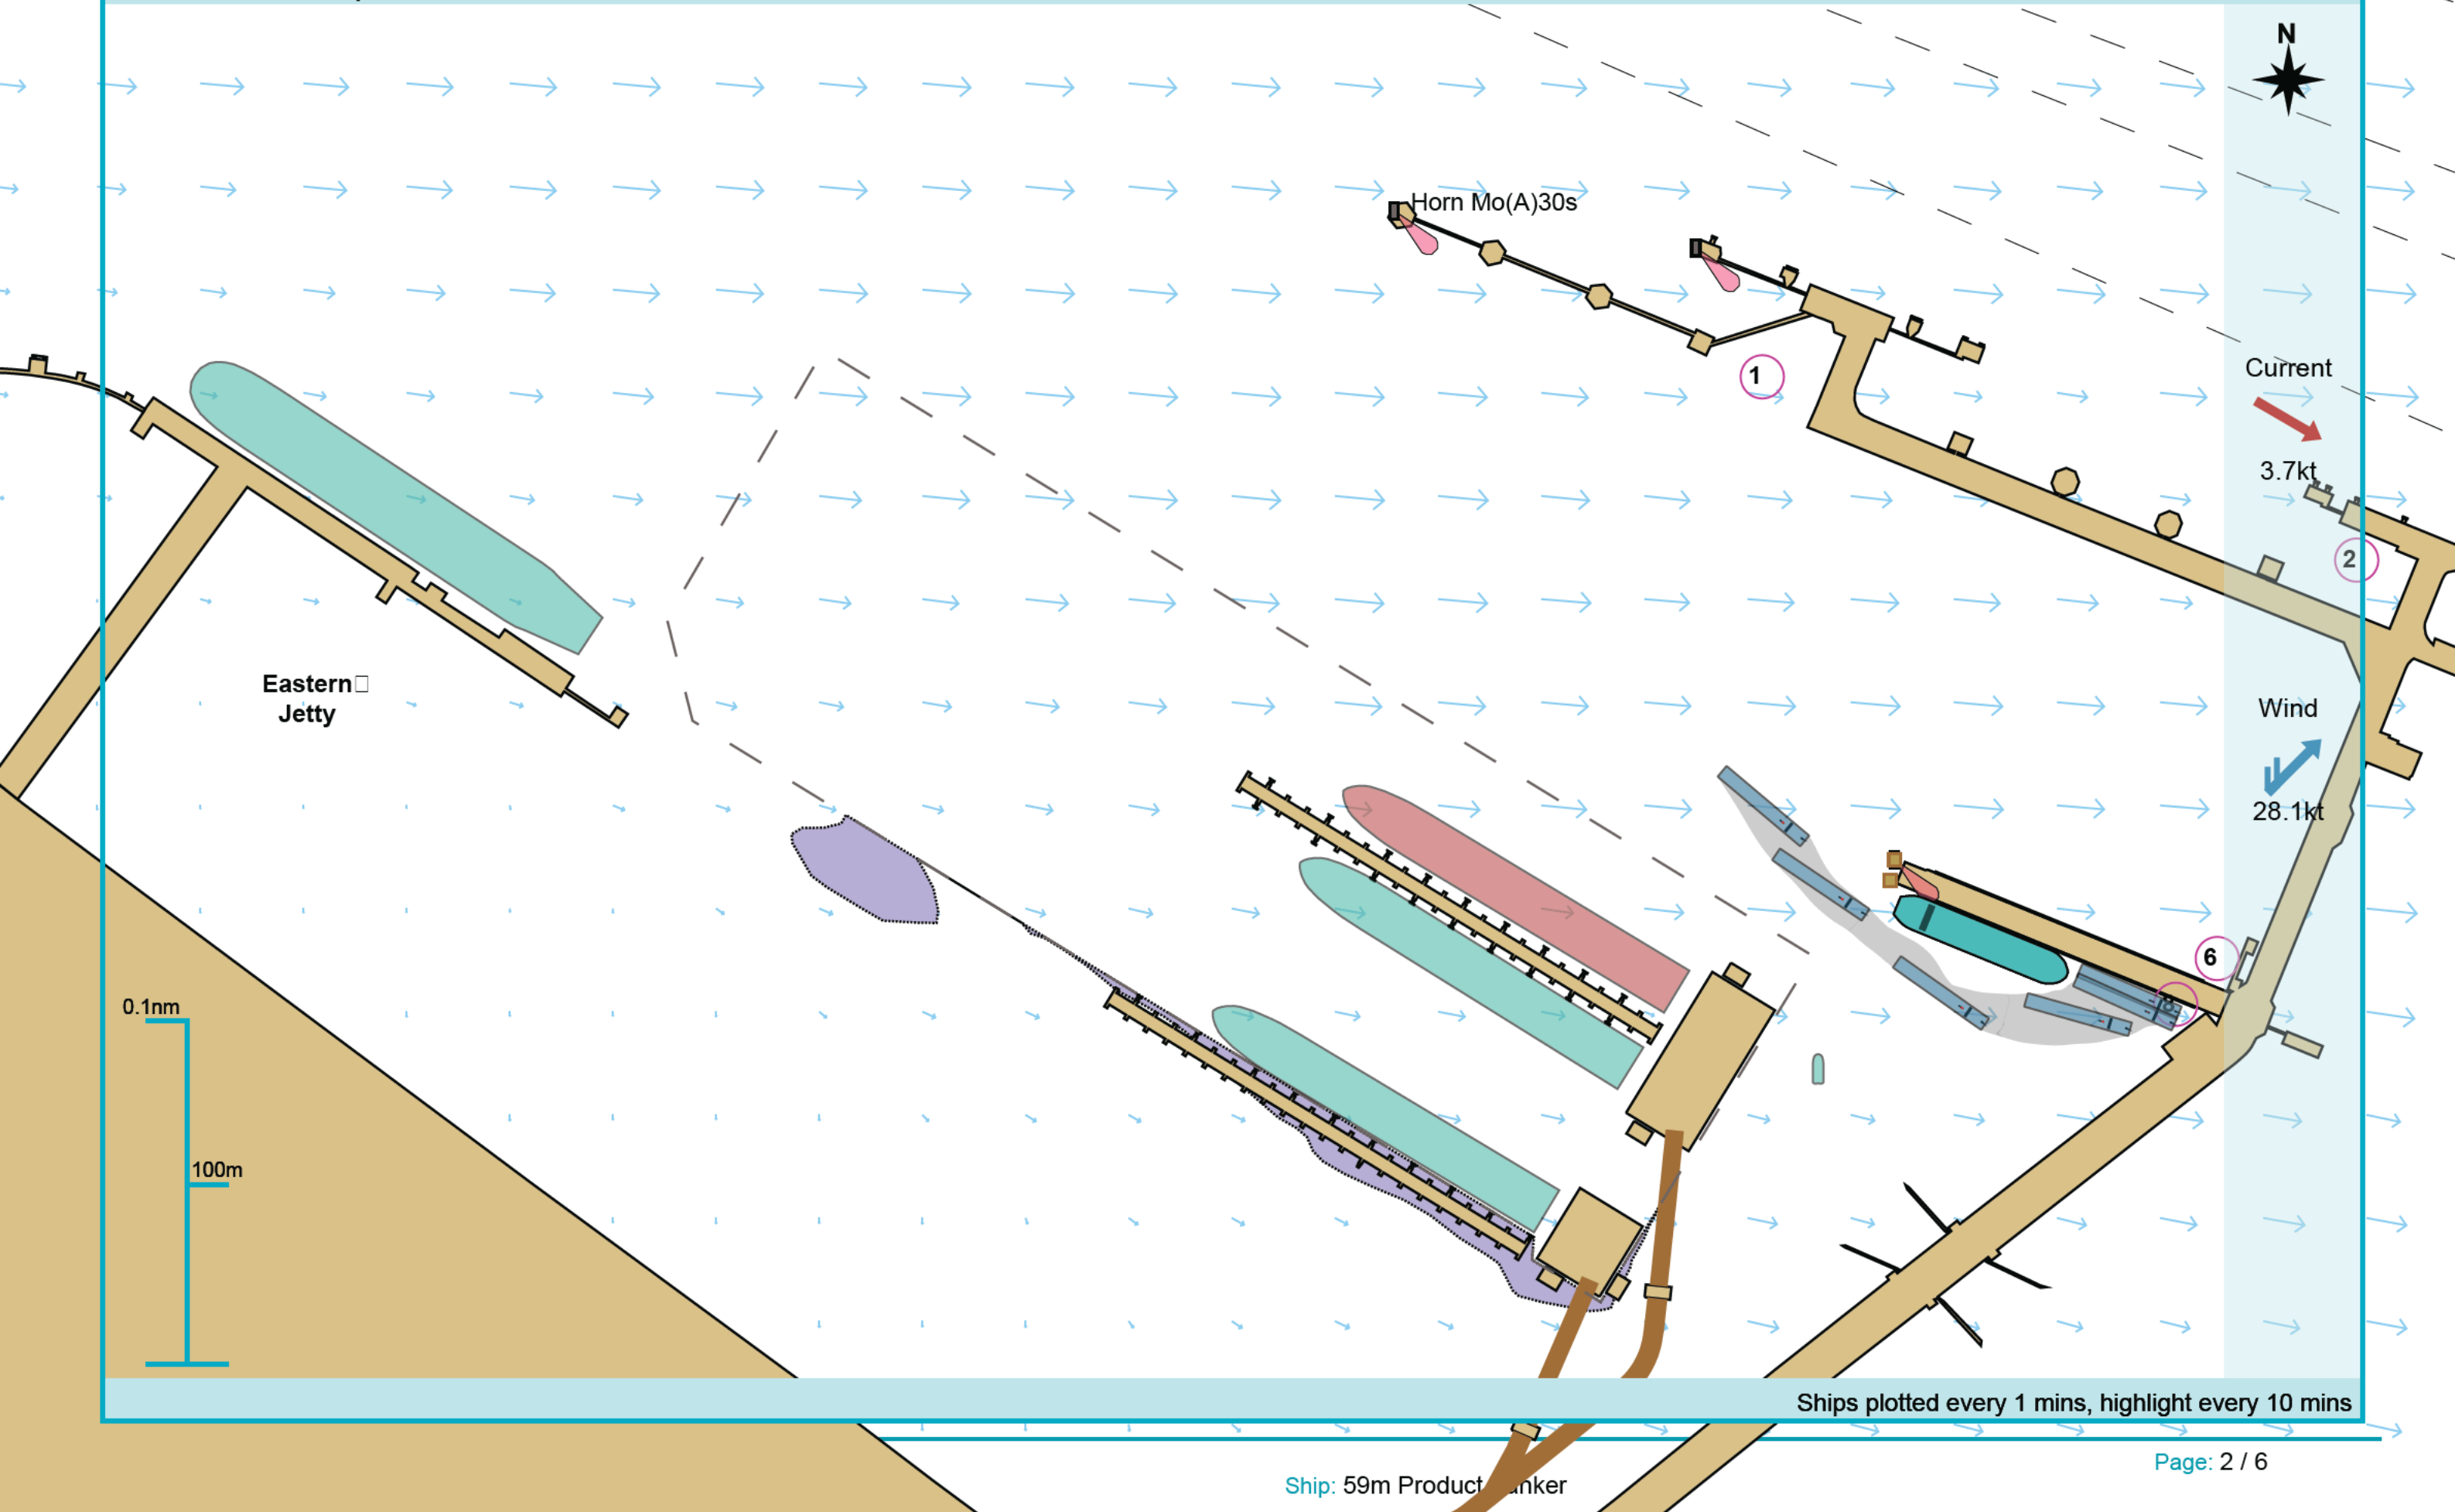 N
Horn Mo(A)30s
Current
1
3.7kt
2
Eastern
Jetty
Wind
28.1kt
6
0.1nm
8
100m
Ships plotted every 1 mins, highlight every 10 mins
Page: 2 / 6
Ship: 59m Product